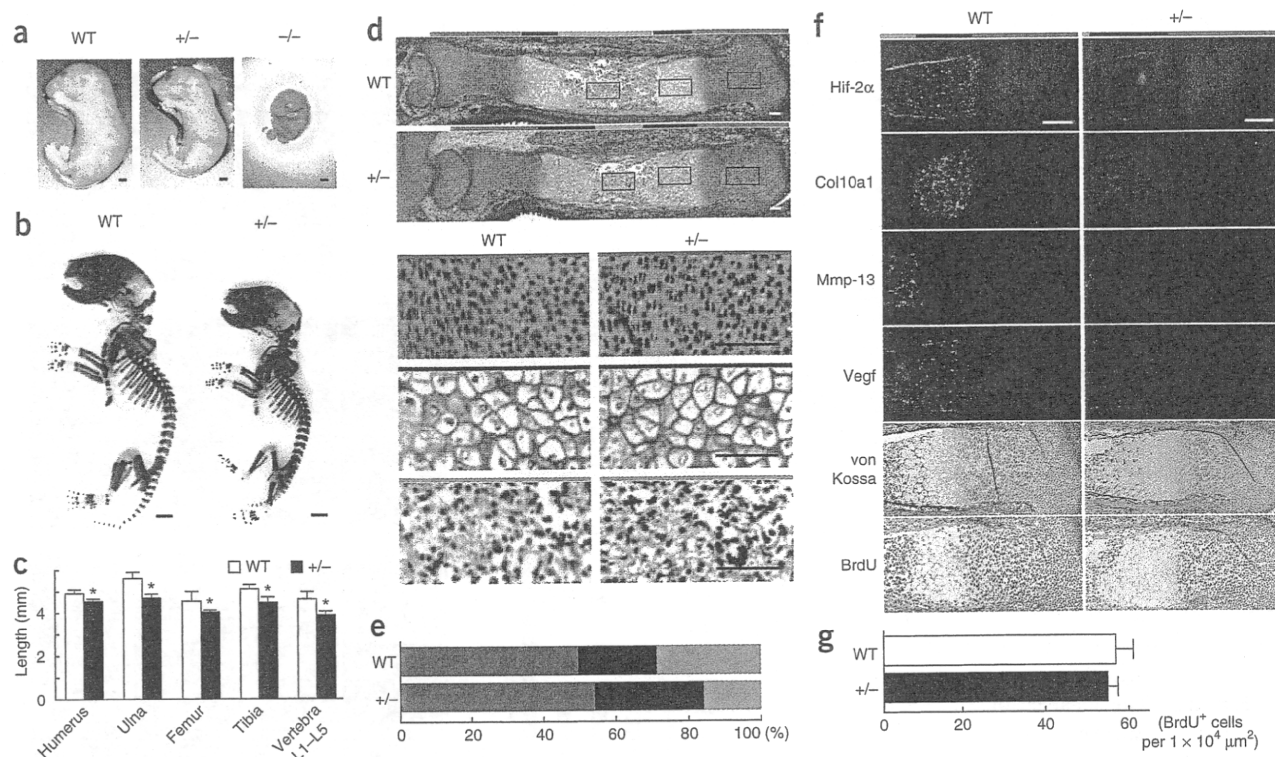 a
WT +/− −/−
b
WT +/−
c
WT +/−
Length (mm)
4
2
0
* * * * *
Humerus Ulna Femur Tibia Vertebra L1–L5
d
WT
+/−
WT +/−
e
WT
+/−
0 20 40 60 80 100 (%)
f
WT +/−
Hif-2α
Col10a1
Mmp-13
Vegf
von
Kossa
BrdU
g
WT
+/−
0 20 40 60 (BrdU⁺ cells
per 1 × 10⁴ μm²)